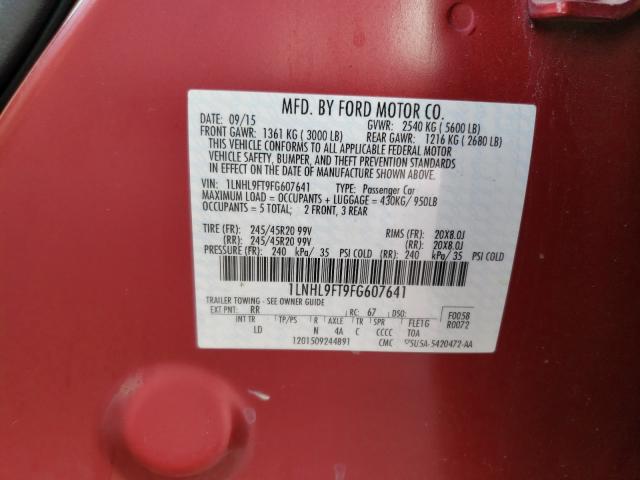 MFD. BY FORD MOTOR CO.
DATE: 09/15 GVWR: 2540 KG (5600 LB)
FRONT GAWR: 1361 KG (3000 LB) REAR GAWR: 1216 KG (2680 LB)
THIS VEHICLE CONFORMS TO ALL APPLICABLE FEDERAL MOTOR
VEHICLE SAFETY, BUMPER, AND THEFT PREVENTION STANDARDS
IN EFFECT ON THE DATE OF MANUFACTURE SHOWN ABOVE.
VIN: 1LNHL9FT9FG607641 TYPE: Passenger Car
MAXIMUM LOAD = OCCUPANTS + LUGGAGE = 430KG/ 950LB
OCCUPANTS = 5 TOTAL: 2 FRONT, 3 REAR
TIRE (FR): 245/45R20 99V RIMS (FR): 20X8.0J
(RR): 245/45R20 99V (RR): 20X8.0J
PRESSURE (FR): 240 kPa/ 35 PSI COLD (RR): 240 kPa/ 35 PSI COLD
1LNHL9FT9FG607641
TRAILER TOWING - SEE OWNER GUIDE
EXT PNT: RR RC: 67 DSO: F0058
INT TR TP/PS R AXLE TR SPR FLE1G R0072
LD N 4A C CCCC TOA
1201509244891 CMC 5U5A-5420472-AA